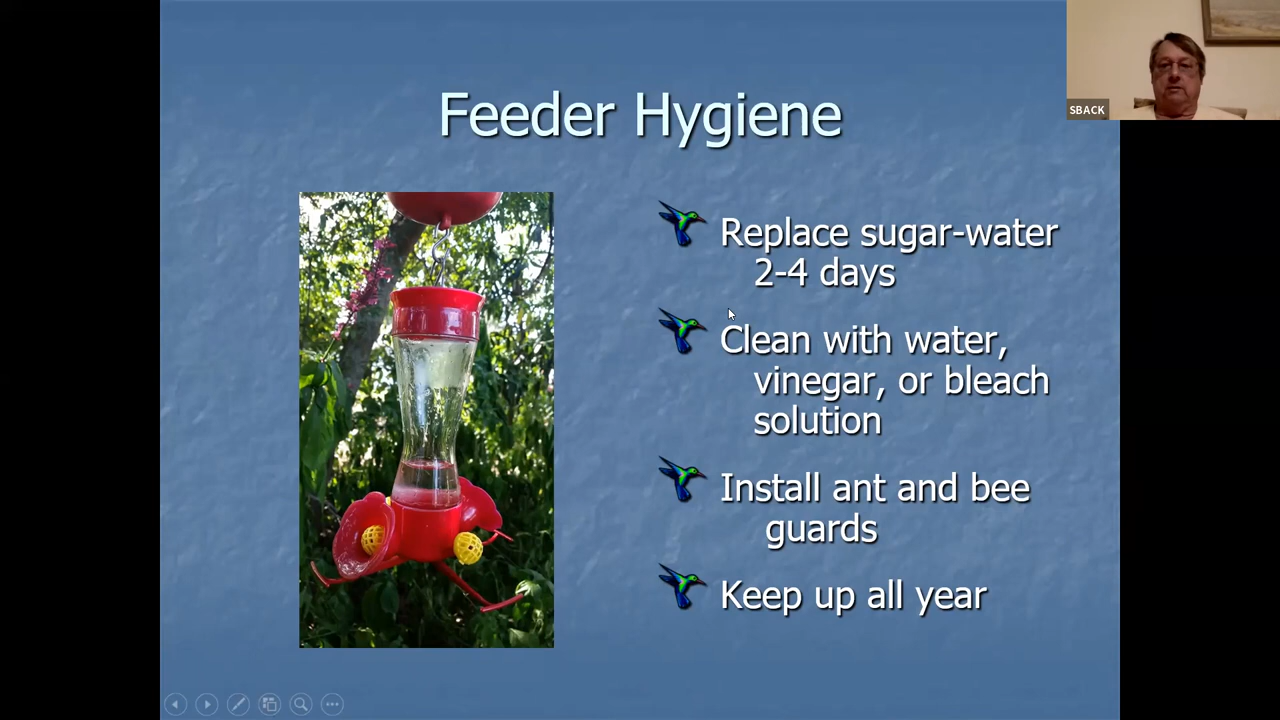 Feeder Hygiene
SBACK
Replace sugar-water
2-4 days
Clean with water,
vinegar, or bleach
solution
Install ant and bee
guards
Keep up all year